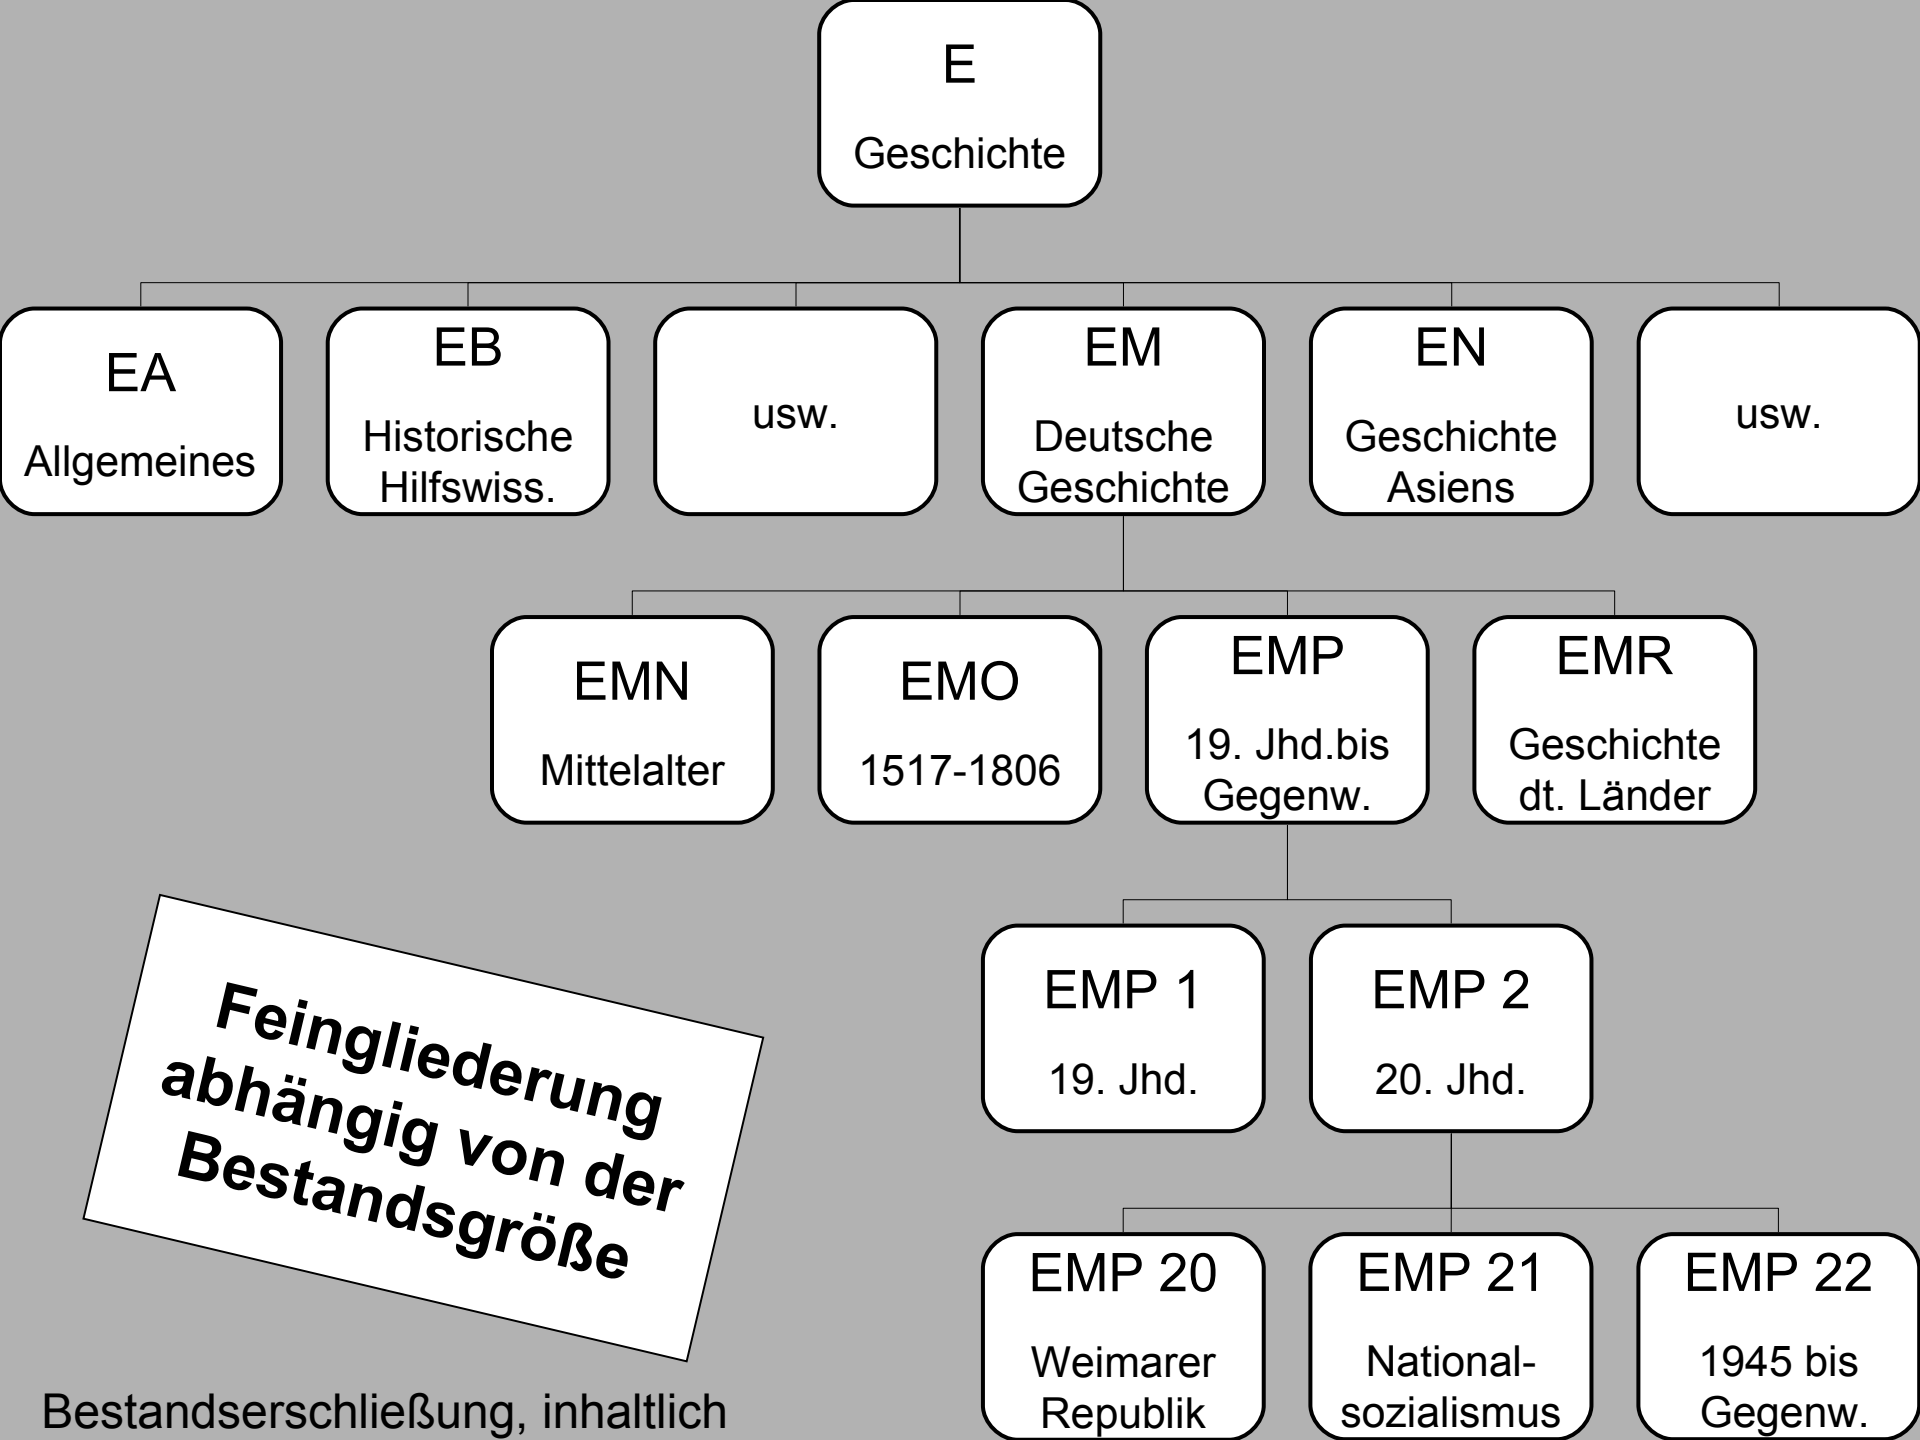 E
Geschichte
EA
Allgemeines
EB
Historische
Hilfswiss.
usw.
EM
Deutsche
Geschichte
EN
Geschichte
Asiens
usw.
EMN
Mittelalter
EMO
1517-1806
EMP
19. Jhd.bis
Gegenw.
EMR
Geschichte
dt. Länder
EMP 1
19. Jhd.
EMP 2
20. Jhd.
Feingliederung
abhängig von der
Bestandsgröße
EMP 20
Weimarer
Republik
EMP 21
National-
sozialismus
EMP 22
1945 bis
Gegenw.
Bestandserschließung, inhaltlich